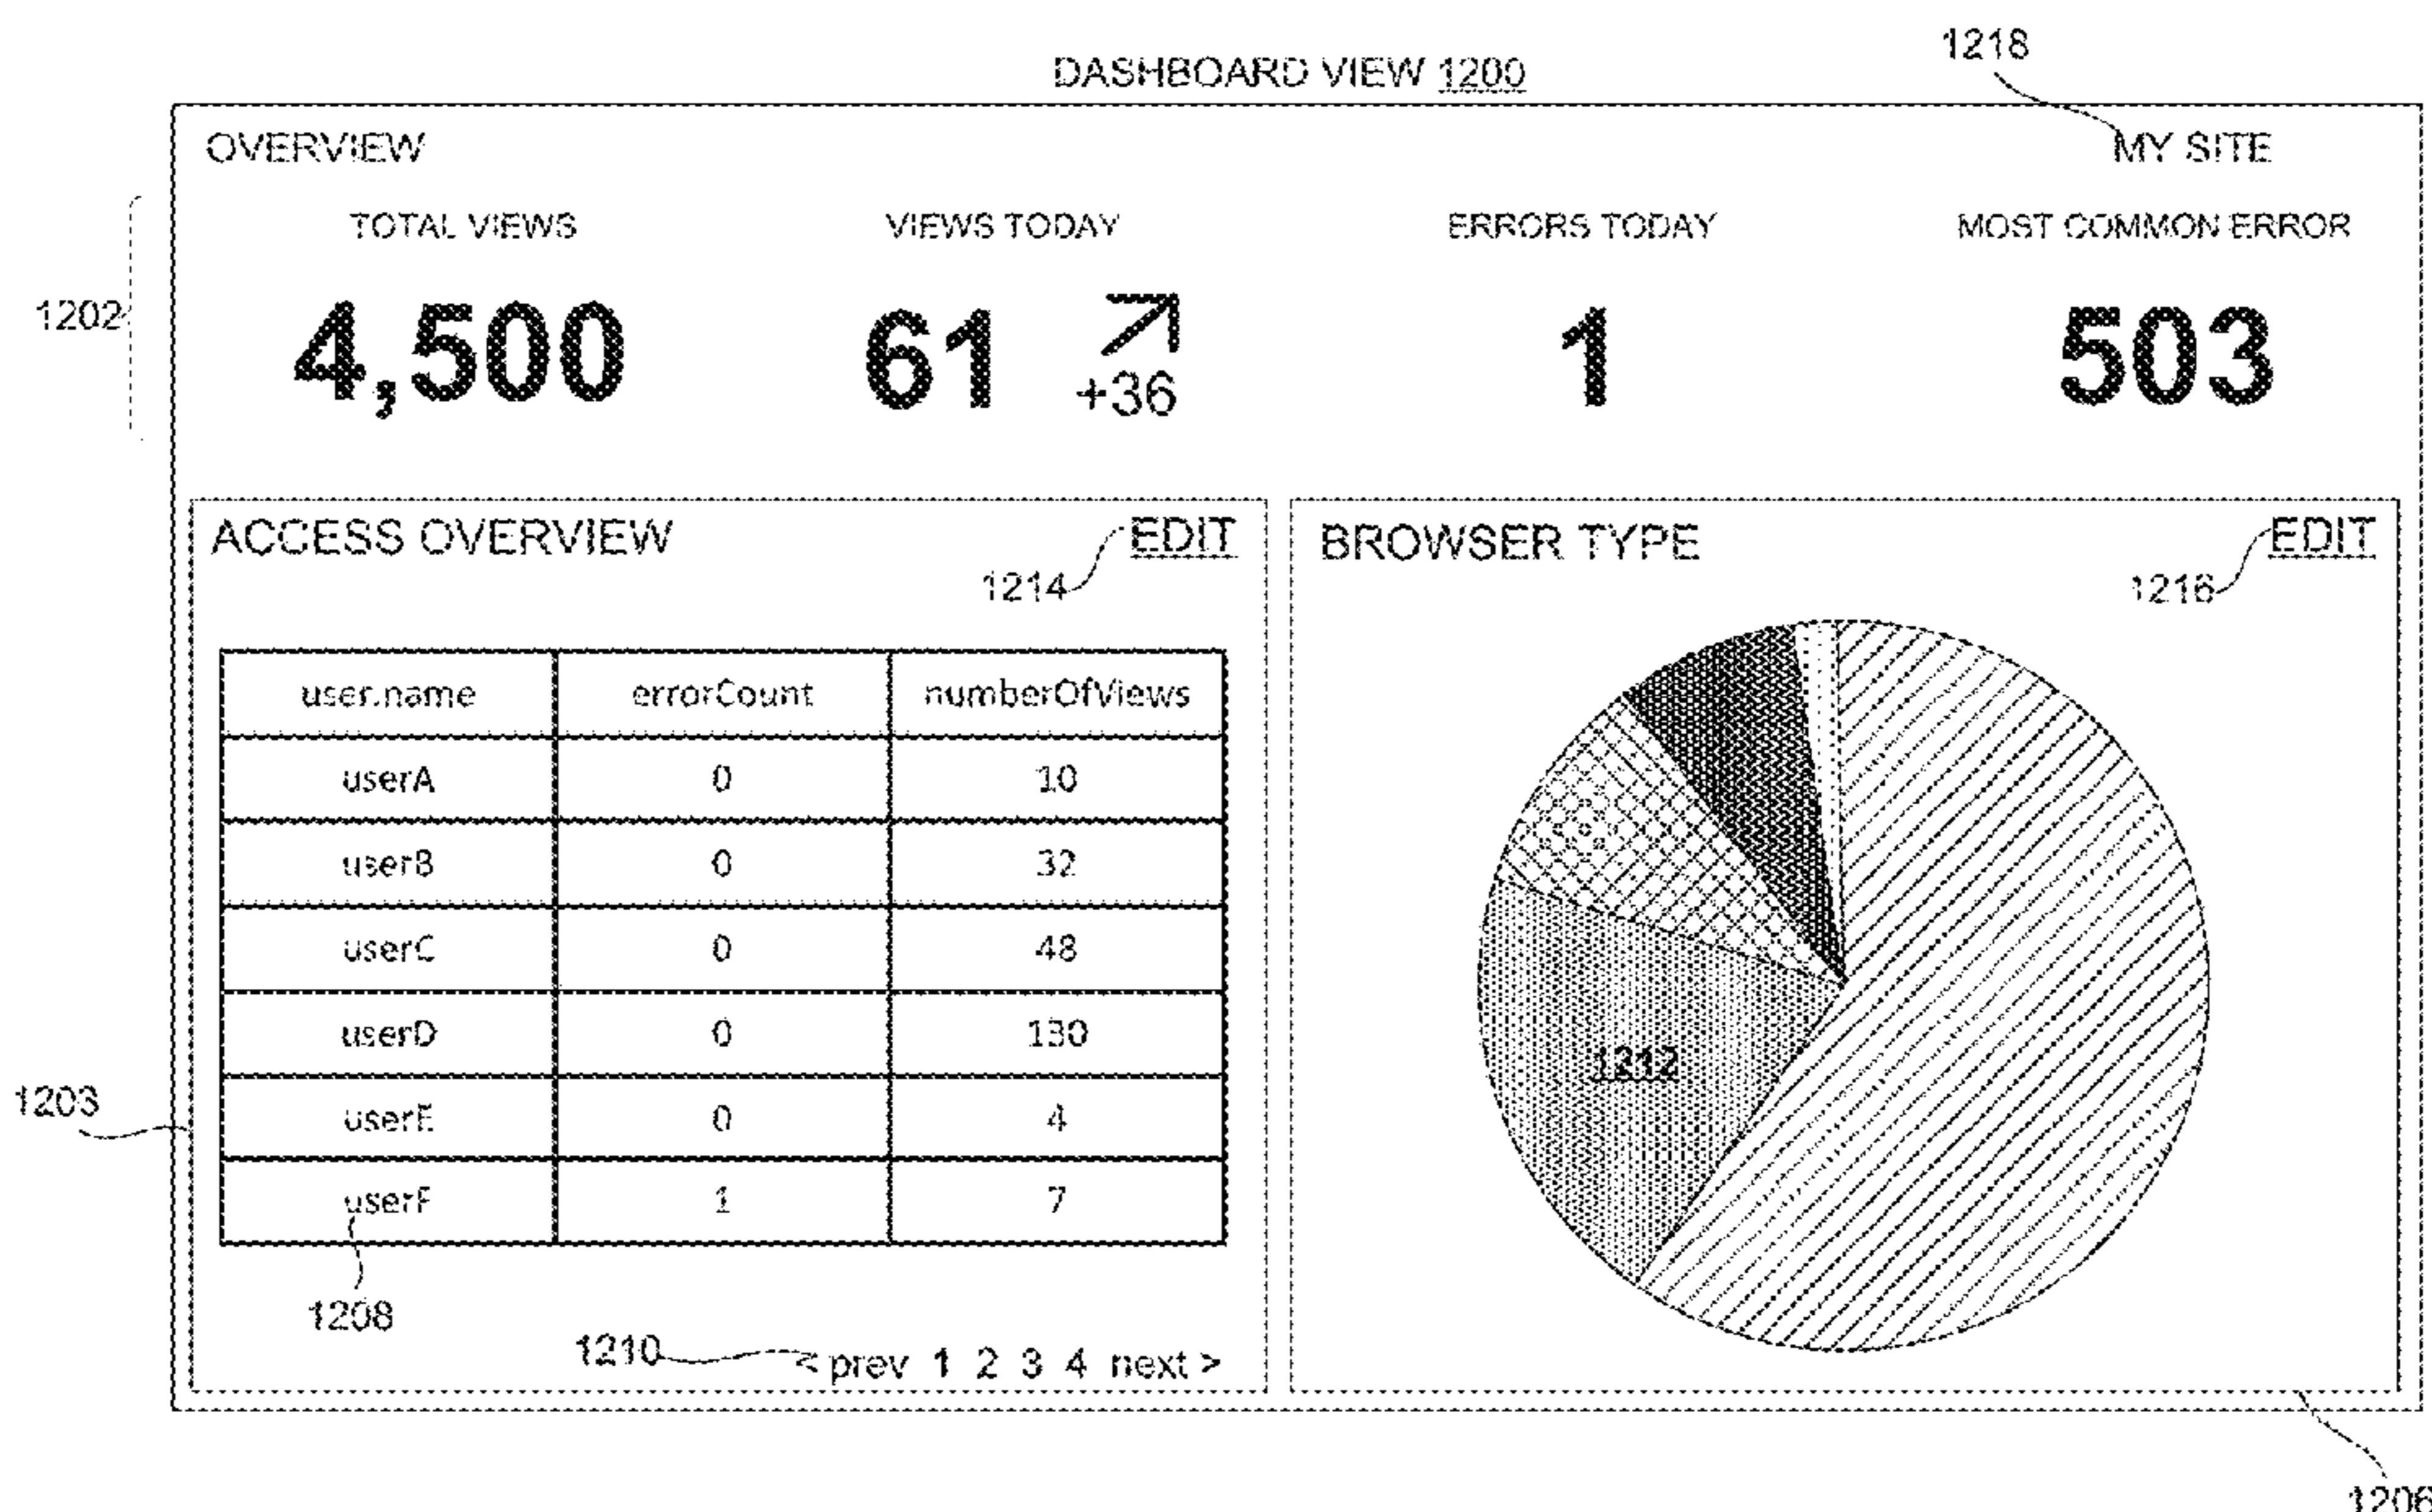 1218
DASHBOARD VIEW 1200
OVERVIEW
MY SITE
TOTAL VIEWS
VIEWS TODAY
ERRORS TODAY
MOST COMMON ERROR
1202
4,500
61
+36
1
503
ACCESS OVERVIEW
EDIT
1214
BROWSER TYPE
EDIT
1216
user.name errorCount numberOfViews
userA 0 10
userB 0 32
userC 0 48
userD 0 130
userE 0 4
userF 1 7
1203
1208
1210
< prev 1 2 3 4 next >
1212
1206